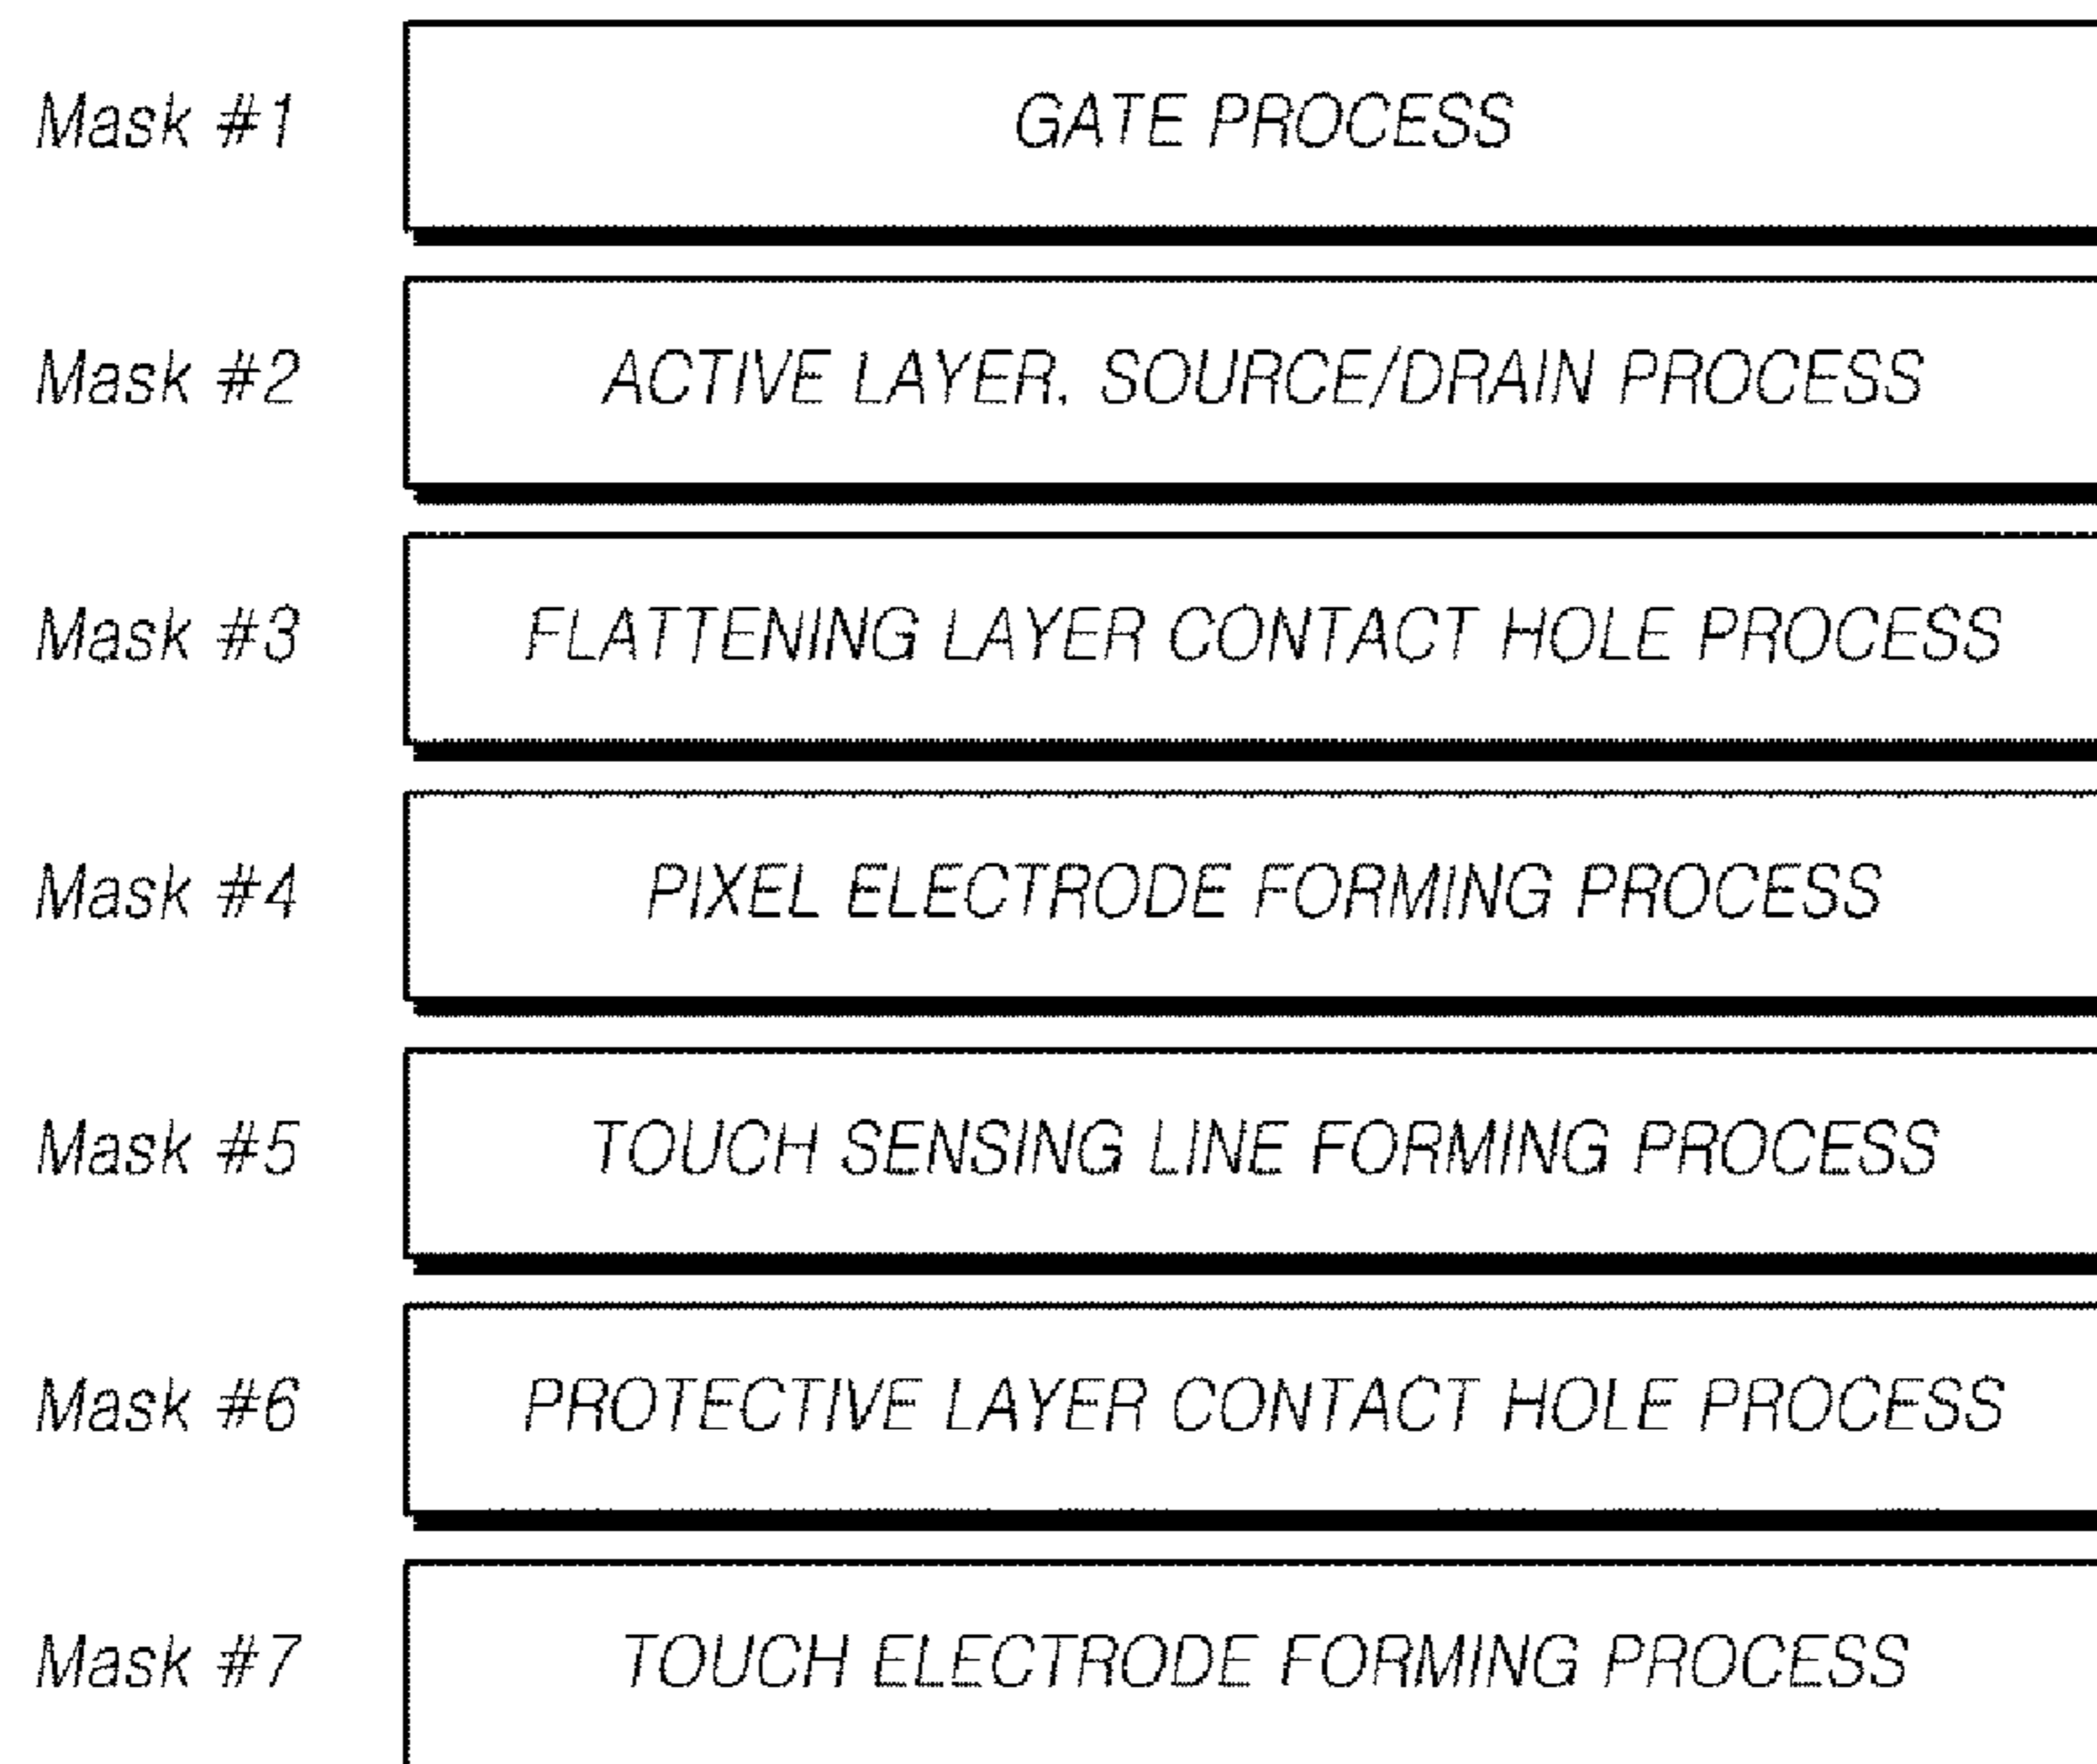 Mask #1 GATE PROCESS
Mask #2 ACTIVE LAYER, SOURCE/DRAIN PROCESS
Mask #3 FLATTENING LAYER CONTACT HOLE PROCESS
Mask #4 PIXEL ELECTRODE FORMING PROCESS
Mask #5 TOUCH SENSING LINE FORMING PROCESS
Mask #6 PROTECTIVE LAYER CONTACT HOLE PROCESS
Mask #7 TOUCH ELECTRODE FORMING PROCESS